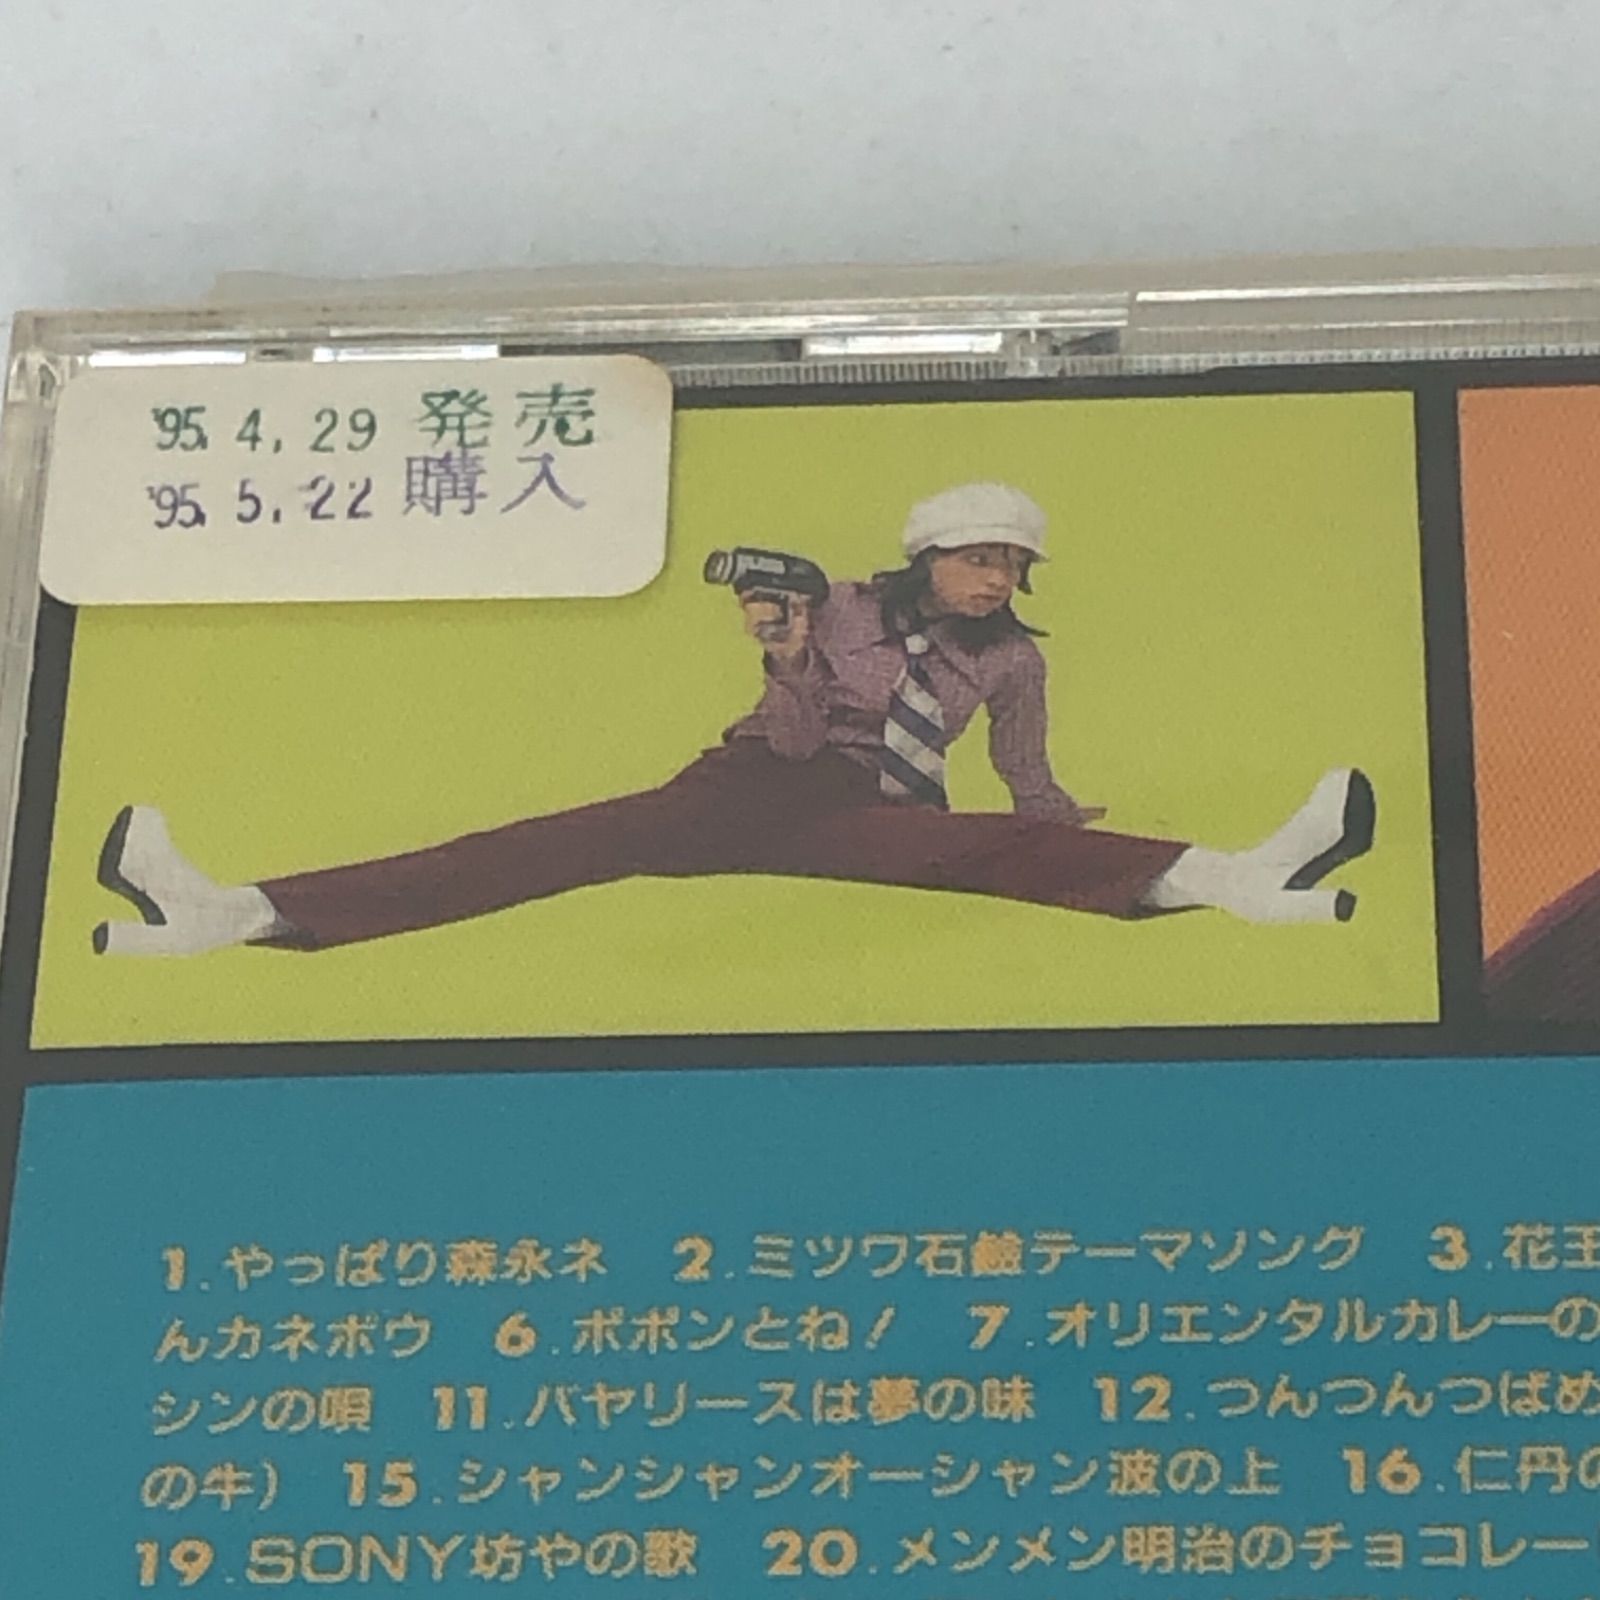 '95. 4. 29 発売
'95. 5. 22 購入
1.やっぱり森永ネ 2.ミツワ石鹼テーマソング 3.花王
んカネボウ 6.ポポンとね! 7.オリエンタルカレーの
シンの唄 11.バヤリースは夢の味 12.つんつんつばめ
の牛) 15.シャンシャンオーシャン波の上 16.仁丹の
19.SONY坊やの歌 20.メンメン明治のチョコレー